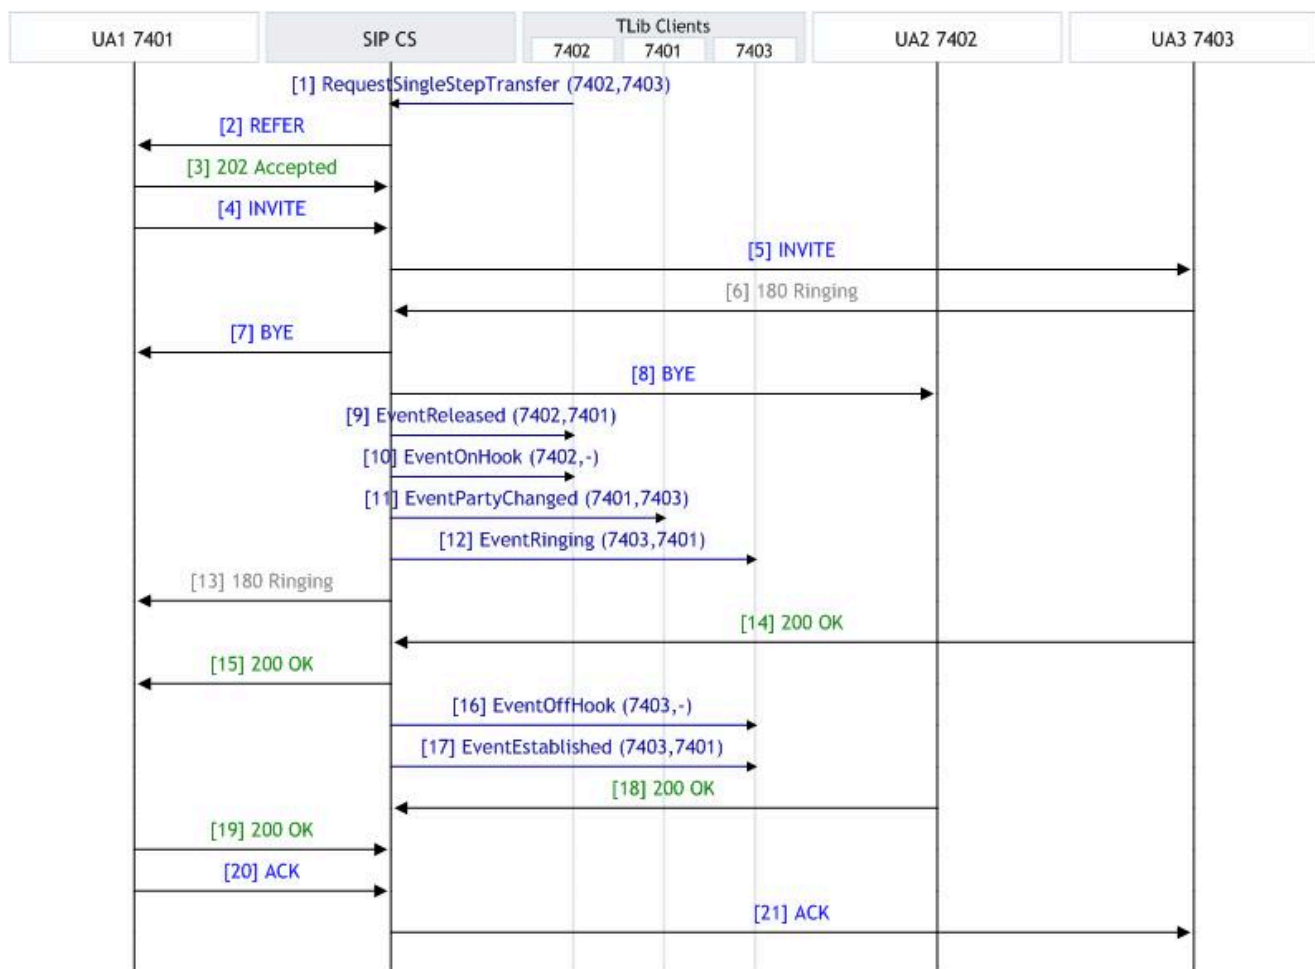 UA1 7401
SIP CS
TLib Clients
7402 7401 7403
UA2 7402
UA3 7403
[1] RequestSingleStepTransfer (7402,7403)
[2] REFER
[3] 202 Accepted
[4] INVITE
[5] INVITE
[6] 180 Ringing
[7] BYE
[8] BYE
[9] EventReleased (7402,7401)
[10] EventOnHook (7402,-)
[11] EventPartyChanged (7401,7403)
[12] EventRinging (7403,7401)
[13] 180 Ringing
[14] 200 OK
[15] 200 OK
[16] EventOffHook (7403,-)
[17] EventEstablished (7403,7401)
[18] 200 OK
[19] 200 OK
[20] ACK
[21] ACK